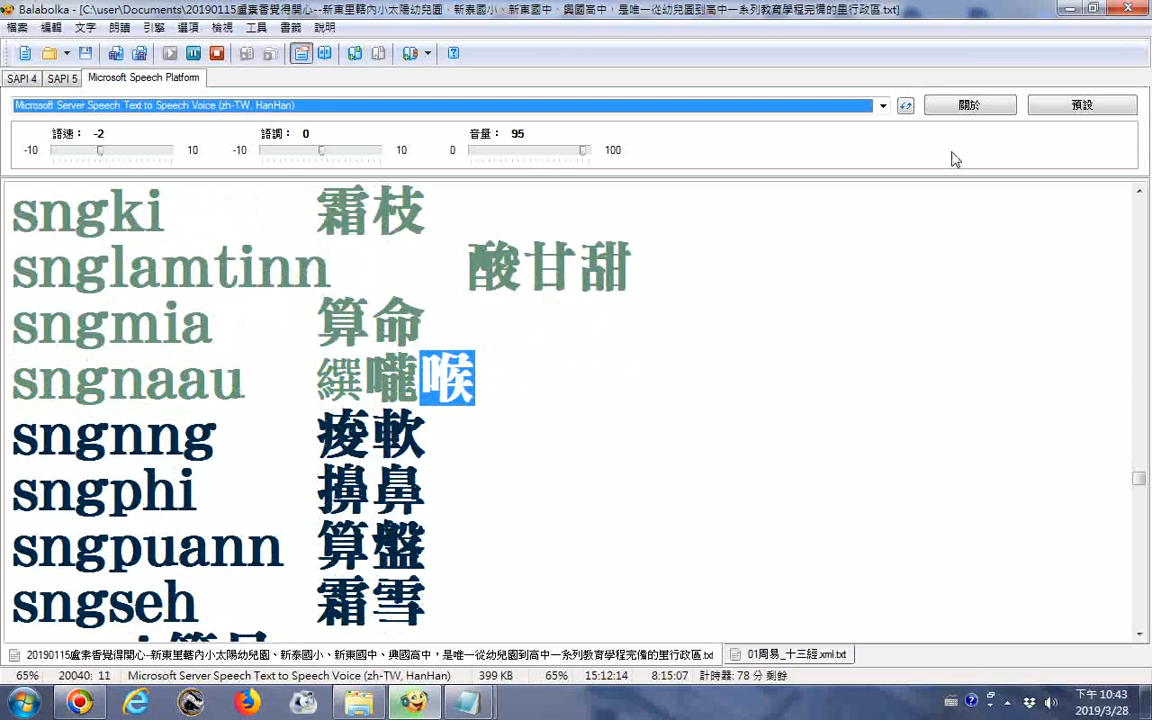 Balabolka - [C:\user\Documents\20190115盧素香覺得開心--新東里轄內小太陽幼兒園、新泰國小、新東國中、興國高中，是唯一從幼兒園到高中一系列教育學程完備的里行政區.txt]
檔案 編輯 文字 朗讀 引擎 選項 檢視 工具 書籤 說明
SAPI 4 SAPI 5 Microsoft Speech Platform
Microsoft Server Speech Text to Speech Voice (zh-TW, HanHan) 關於 預設
語速： -2 語調： 0 音量： 95
-10 10 -10 10 0 100
sngki 霜枝
snglamtinn 酸甘甜
sngmia 算命
sngnaau 繏嚨喉
sngnng 痠軟
sngphi 擤鼻
sngpuann 算盤
sngseh 霜雪
20190115盧素香覺得開心--新東里轄內小太陽幼兒園、新泰國小、新東國中、興國高中，是唯一從幼兒園到高中一系列教育學程完備的里行政區.txt 01周易_十三經.xml.txt
65% 20040: 11 Microsoft Server Speech Text to Speech Voice (zh-TW, HanHan) 399 KB 65% 15:12:14 8:15:07 計時器: 78 分 剩餘
下午 10:43
2019/3/28